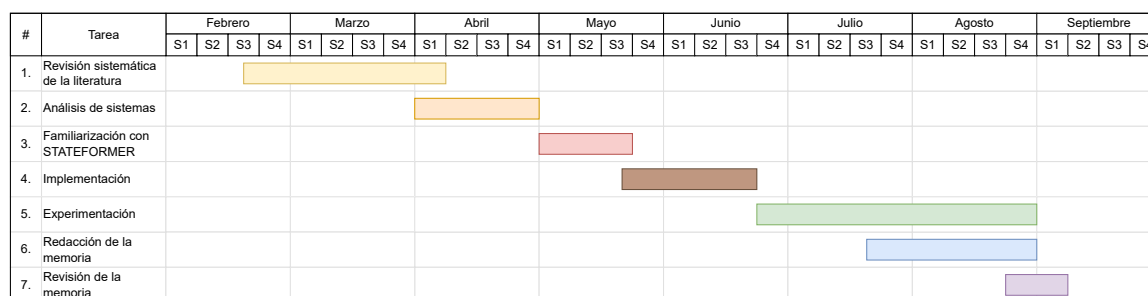 # Tarea Febrero Marzo Abril Mayo Junio Julio Agosto Septiembre
S1 S2 S3 S4 S1 S2 S3 S4 S1 S2 S3 S4 S1 S2 S3 S4 S1 S2 S3 S4 S1 S2 S3 S4 S1 S2 S3 S4 S1 S2 S3 S4
1. Revisión sistemática
de la literatura
2. Análisis de sistemas
3. Familiarización con
STATEFORMER
4. Implementación
5. Experimentación
6. Redacción de la
memoria
7. Revisión de la
memoria